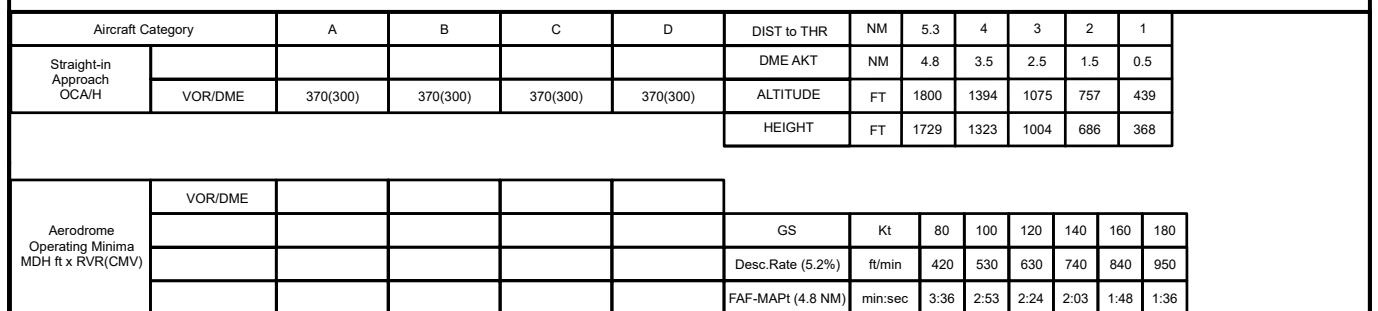 Aircraft Category A B C D DIST to THR NM 5.3 4 3 2 1
Straight-in
Approach
OCA/H
DME AKT NM 4.8 3.5 2.5 1.5 0.5
VOR/DME 370(300) 370(300) 370(300) 370(300) ALTITUDE FT 1800 1394 1075 757 439
HEIGHT FT 1729 1323 1004 686 368
VOR/DME
Aerodrome
Operating Minima
MDH ft x RVR(CMV)
GS Kt 80 100 120 140 160 180
Desc.Rate (5.2%) ft/min 420 530 630 740 840 950
FAF-MAPt (4.8 NM) min:sec 3:36 2:53 2:24 2:03 1:48 1:36